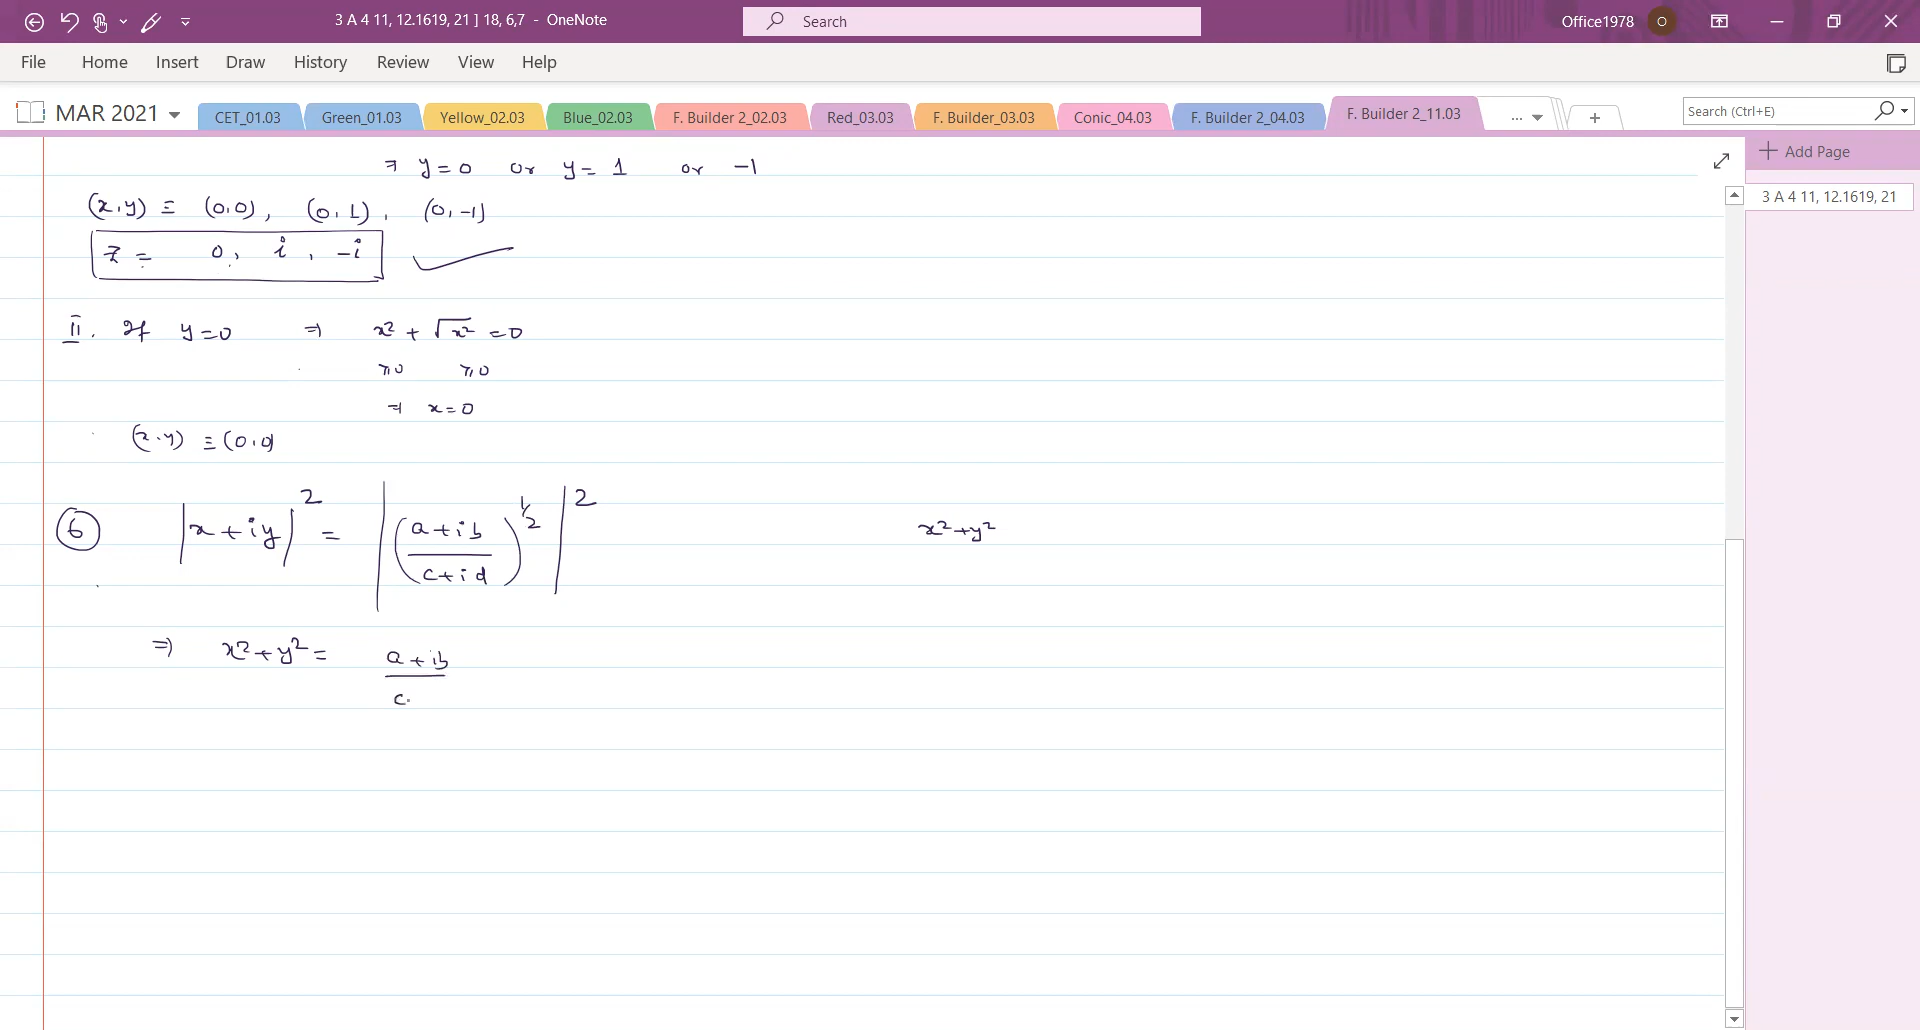 3 A 4 11, 12.1619, 21 ] 18, 6,7 - OneNote
Search
Office1978
O
File Home Insert Draw History Review View Help
MAR 2021
CET_01.03 Green_01.03 Yellow_02.03 Blue_02.03 F. Builder 2_02.03 Red_03.03 F. Builder_03.03 Conic_04.03 F. Builder 2_04.03 F. Builder 2_11.03 ...
Search (Ctrl+E)
Add Page
3 A 4 11, 12.1619, 21
⇒ y = 0 or y = 1 or -1
(x,y) ≡ (0,0), (0,1), (0,-1)
z = 0, i, -i
II. If y=0 ⇒ x² + √x² = 0
≥0 ≥0
⇒ x=0
(x,y) ≡ (0,0)
6 |x+iy|² = |((a+ib)/(c+id))^½|² x²+y²
⇒ x²+y² = a+ib
c